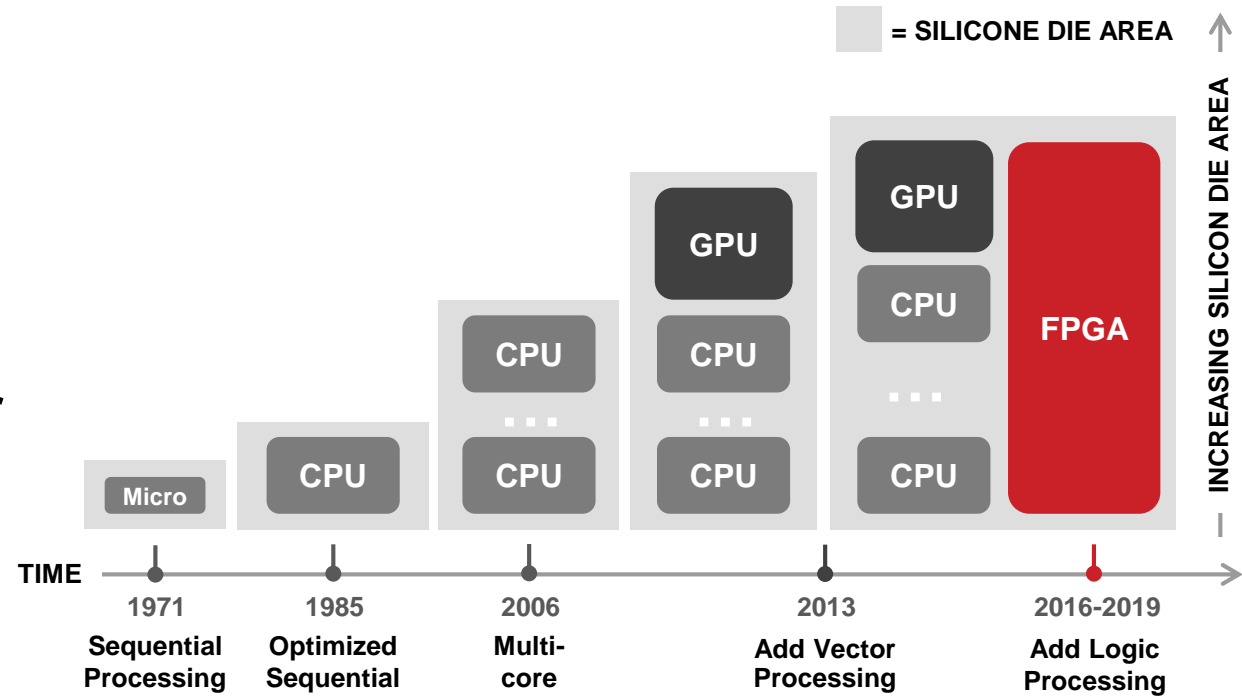 = SILICONE DIE AREA
INCREASING SILICON DIE AREA
GPU
GPU
CPU
FPGA
CPU
CPU
...
...
...
CPU
CPU
CPU
CPU
Micro
TIME
1971
1985
2006
2013
2016-2019
Sequential
Processing
Optimized
Sequential
Multi-
core
Add Vector
Processing
Add Logic
Processing